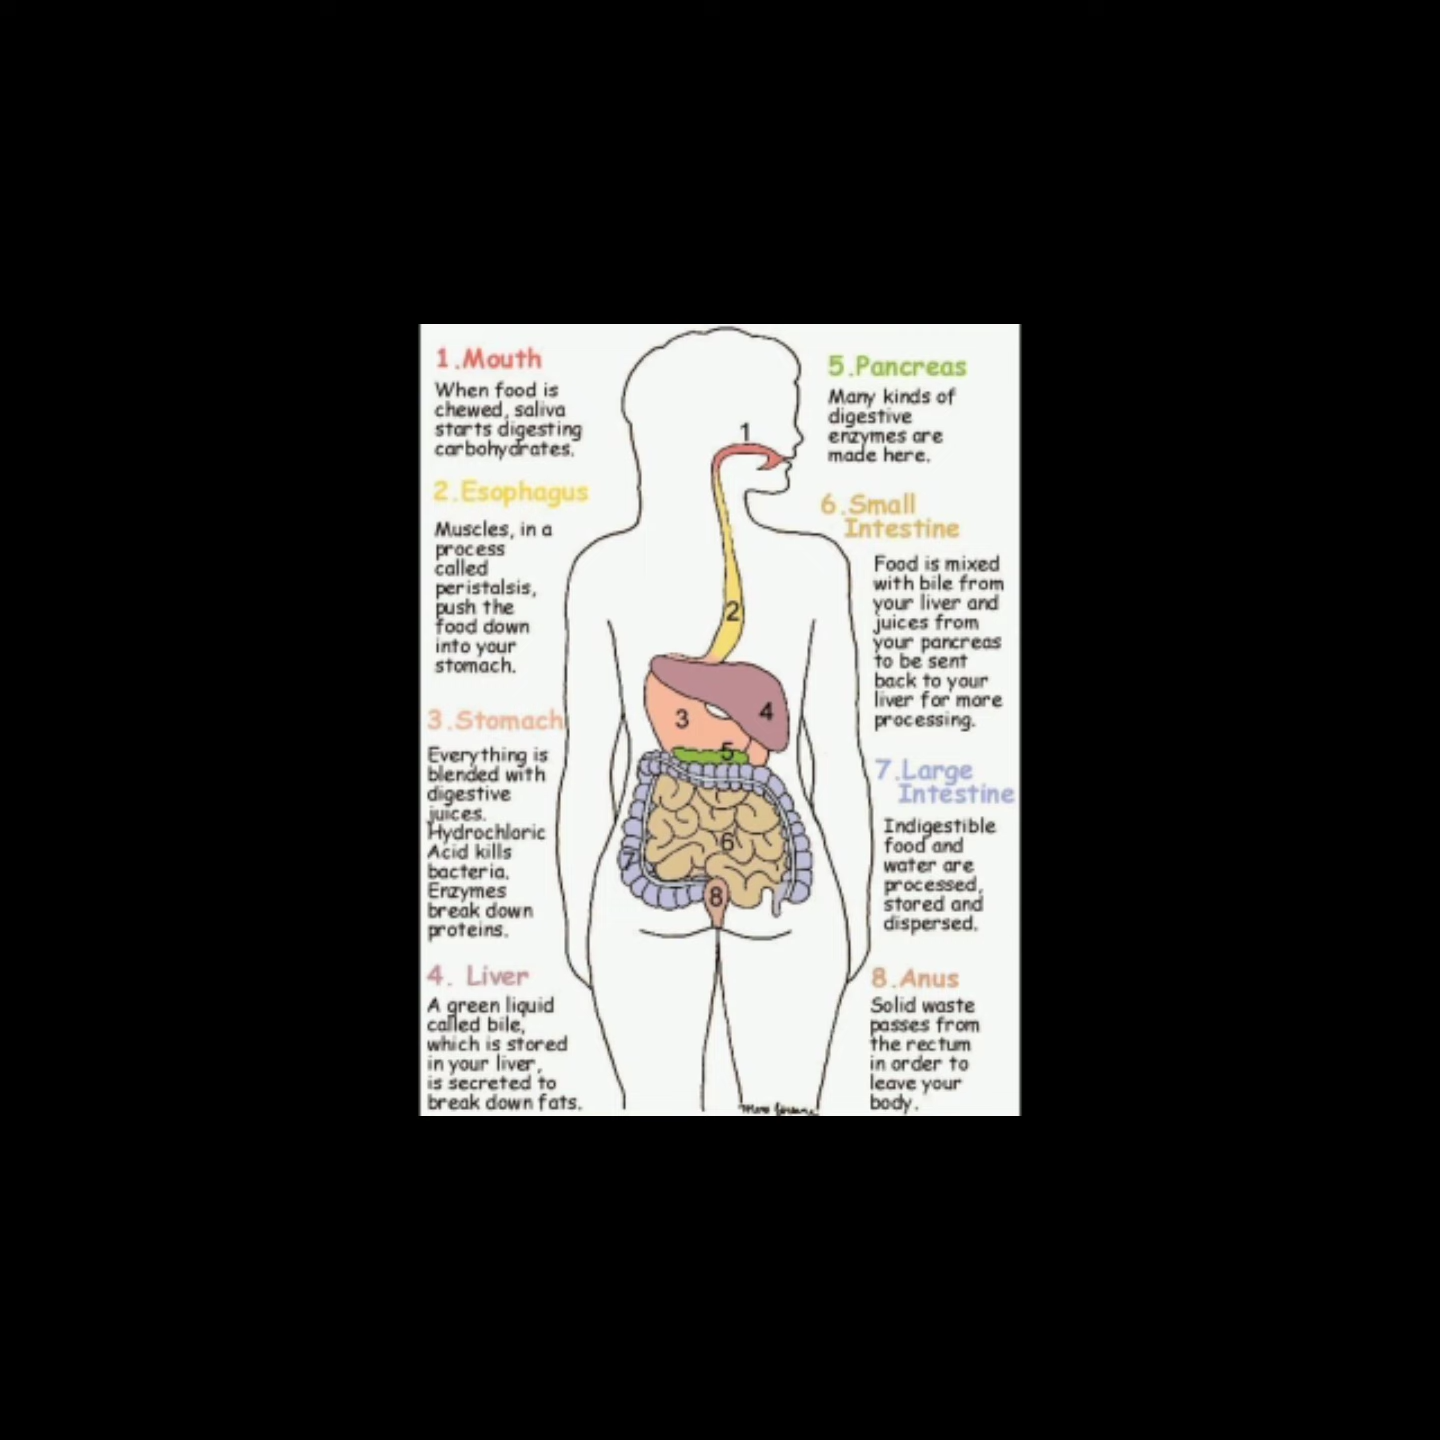 1.Mouth
When food is
chewed, saliva
starts digesting
carbohydrates.
2.Esophagus
Muscles, in a
process
called
peristalsis,
push the
food down
into your
stomach.
3.Stomach
Everything is
blended with
digestive
juices.
Hydrochloric
Acid kills
bacteria.
Enzymes
break down
proteins.
4. Liver
A green liquid
called bile,
which is stored
in your liver,
is secreted to
break down fats.
1
2
3
4
5
6
7
8
5.Pancreas
Many kinds of
digestive
enzymes are
made here.
6.Small
Intestine
Food is mixed
with bile from
your liver and
juices from
your pancreas
to be sent
back to your
liver for more
processing.
7.Large
Intestine
Indigestible
food and
water are
processed,
stored and
dispersed.
8.Anus
Solid waste
passes from
the rectum
in order to
leave your
body.